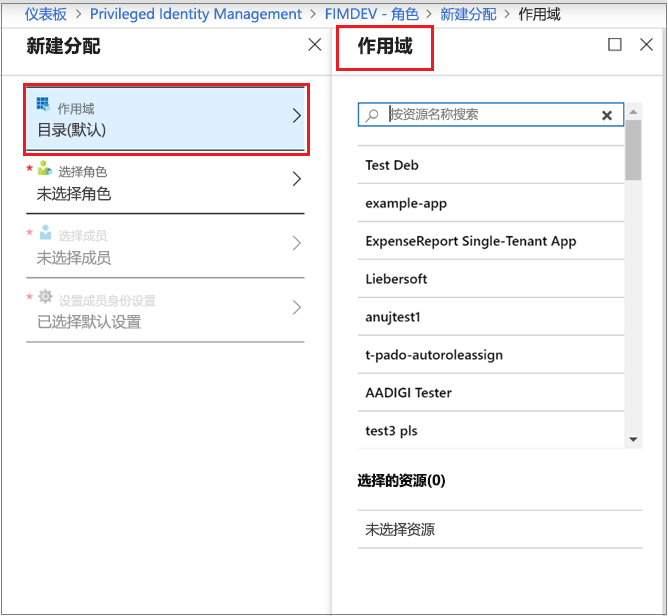 仪表板 > Privileged Identity Management > FIMDEV - 角色 > 新建分配 > 作用域
新建分配
作用域
目录(默认)
* 选择角色
未选择角色
* 选择成员
未选择成员
* 设置成员身份设置
已选择默认设置
作用域
按资源名称搜索
Test Deb
example-app
ExpenseReport Single-Tenant App
Liebersoft
anujtest1
t-pado-autoroleassign
AADIGI Tester
test3 pls
选择的资源(0)
未选择资源